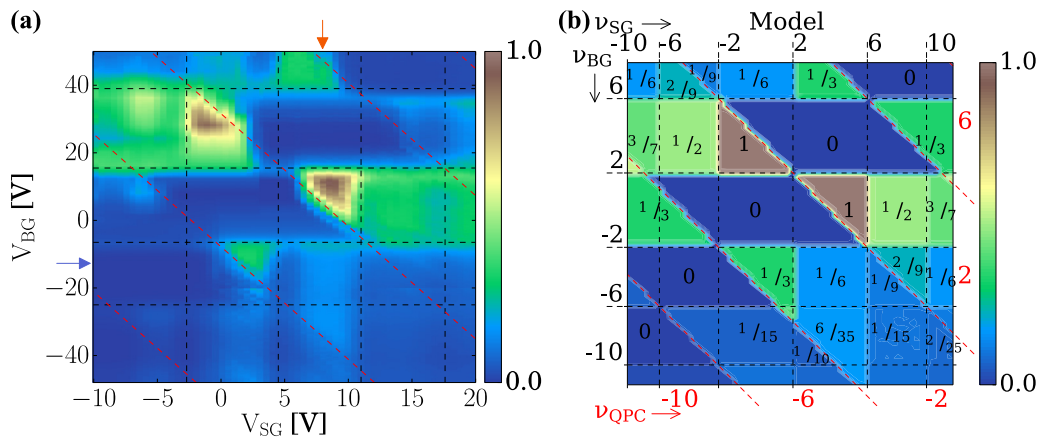 (a)
1.0
0.0
40
20
0
−20
−40
V_BG [V]
−10
−5
0
5
10
15
20
V_SG [V]
(b)
ν_SG →
Model
-10 -6 -2 2 6 10
ν_BG
↓
6
2
-2
-6
-10
1/6 2/9 1/9 1/6 1/3 0
3/7 1/2 1 0 1/3
1/3 0 1 1/2 3/7
0 1/3 1/6 1/9 2/9 1/6
0 1/15 1/10 6/35 1/15 2/25
6
2
ν_QPC →
-10 -6 -2
1.0
0.0